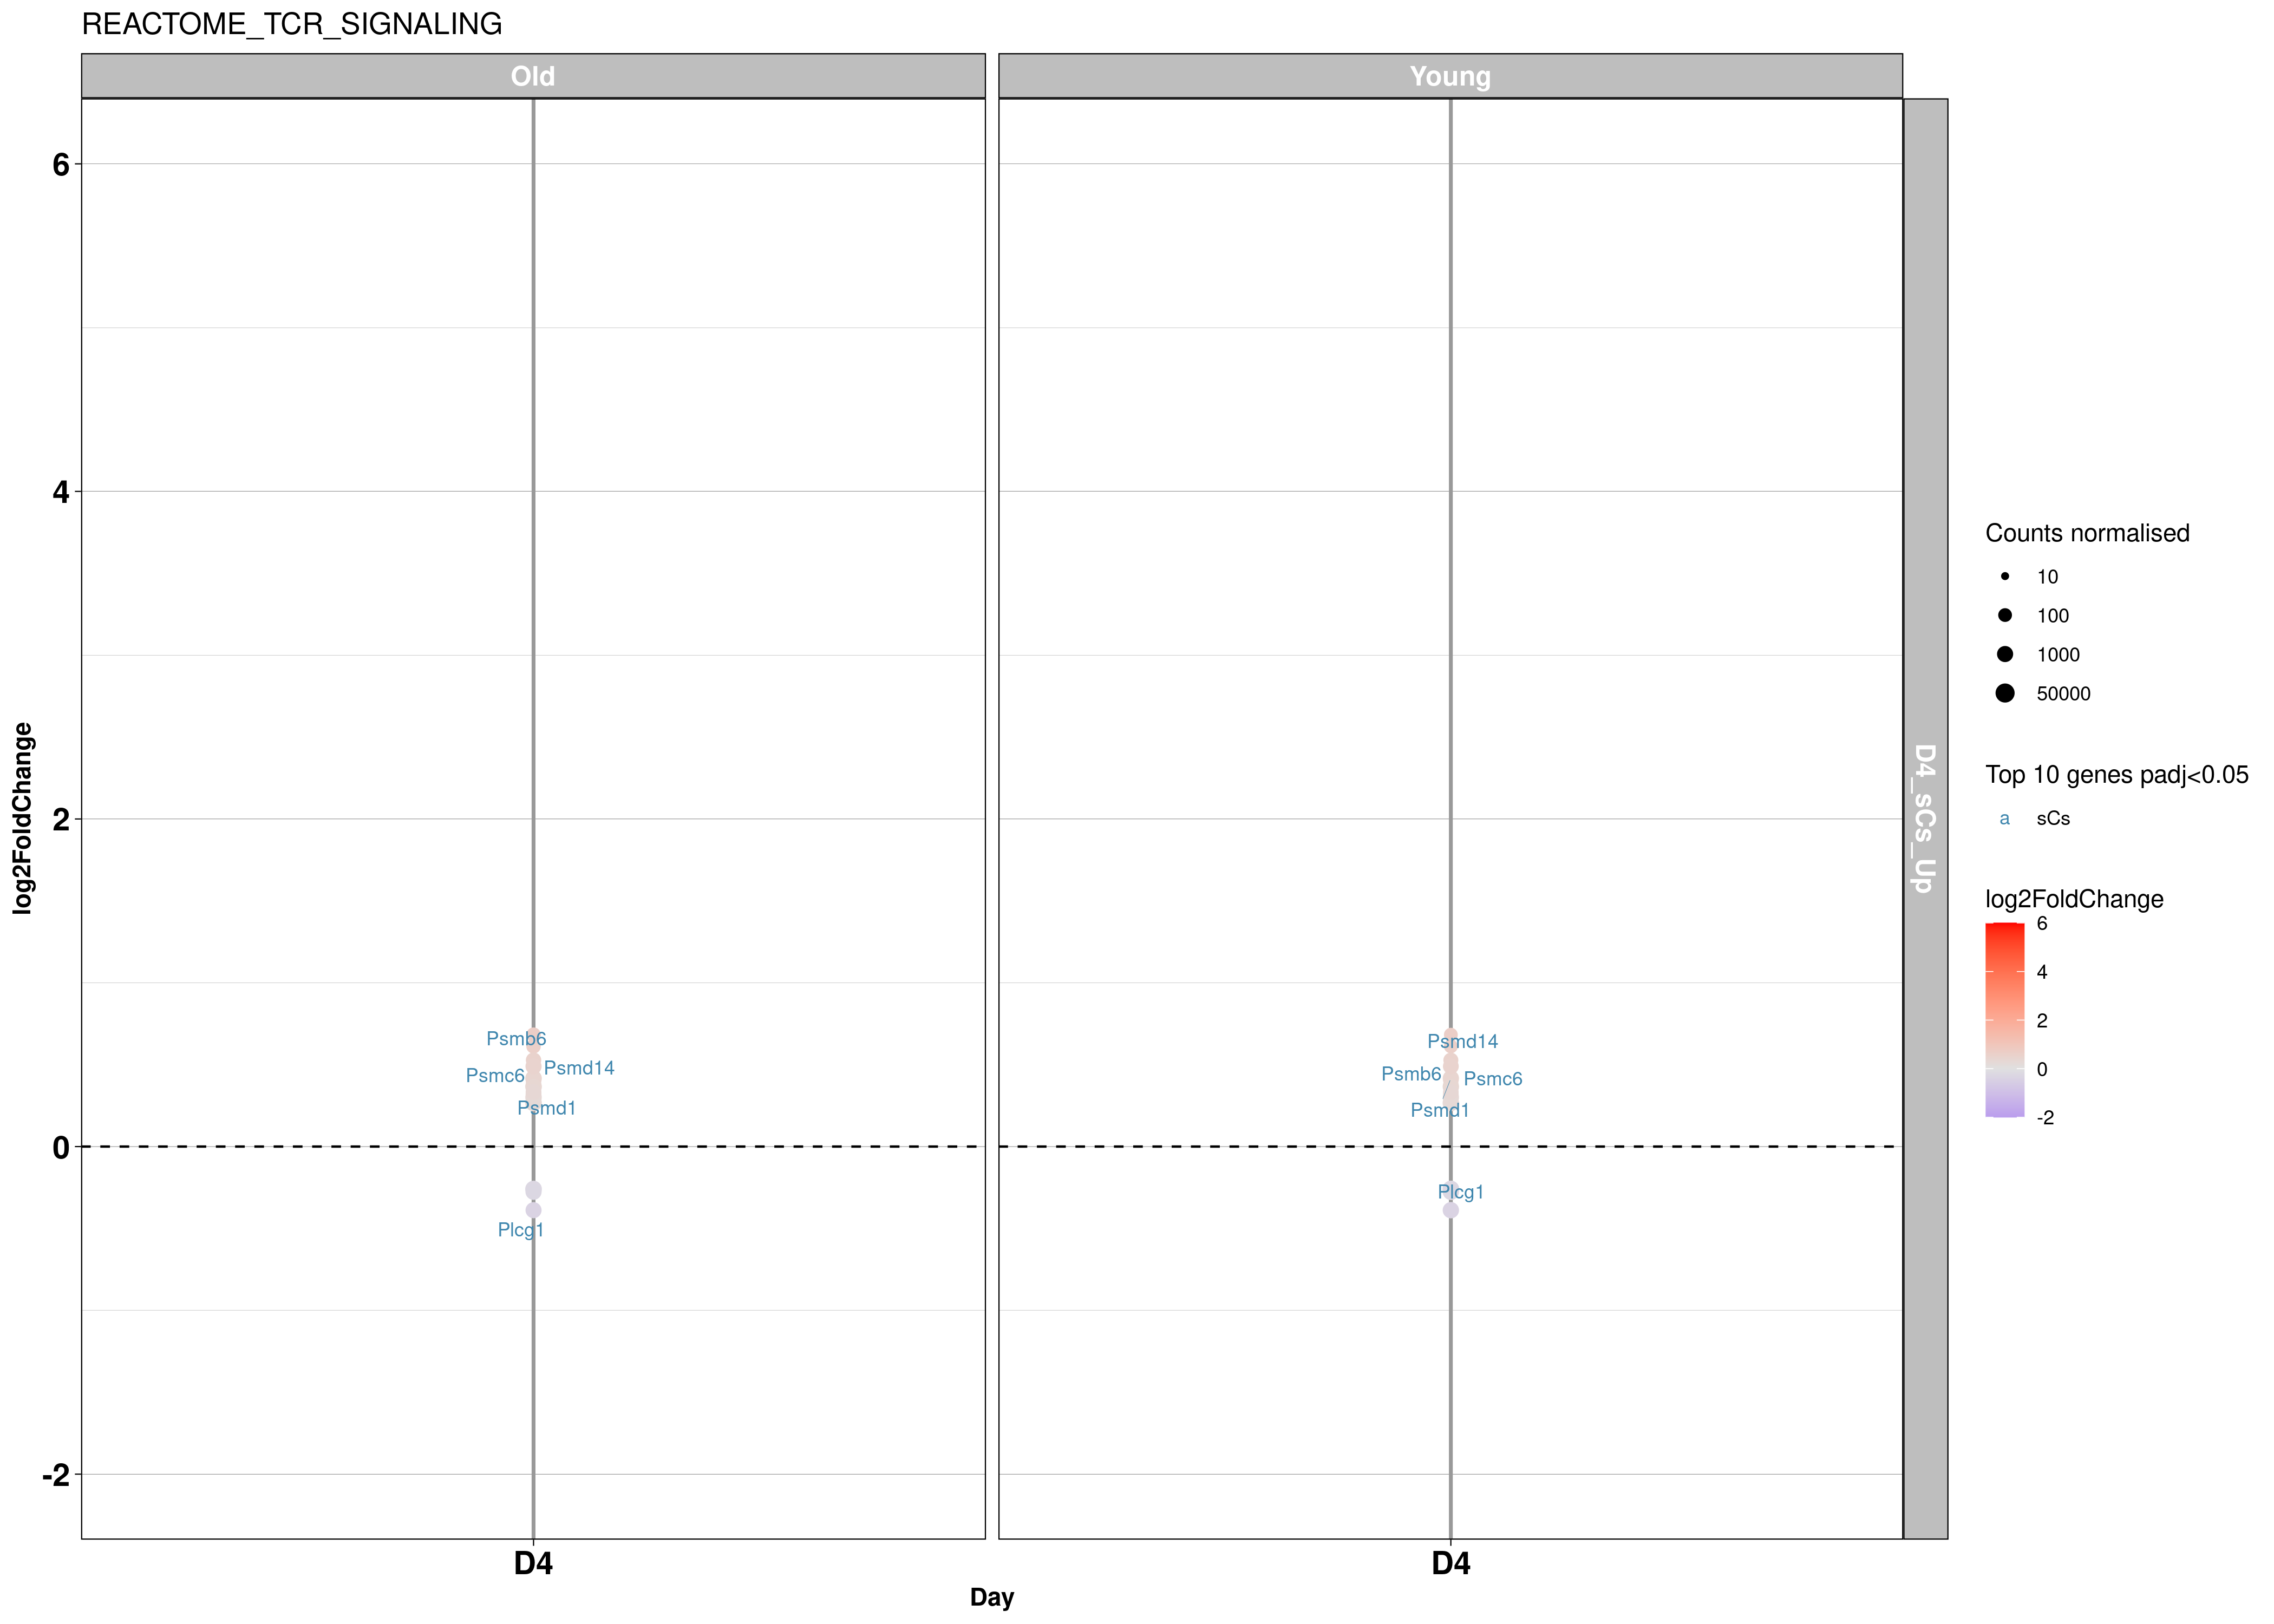 REACTOME_TCR_SIGNALING
Old
Young
6
4
2
0
-2
log2FoldChange
Psmb6
Psmd14
Psmc6
Psmd1
Plcg1
Psmd14
Psmb6
Psmc6
Psmd1
Plcg1
D4_sCs_Up
D4
D4
Day
Counts normalised
10
100
1000
50000
Top 10 genes padj<0.05
a sCs
log2FoldChange
6
4
2
0
-2